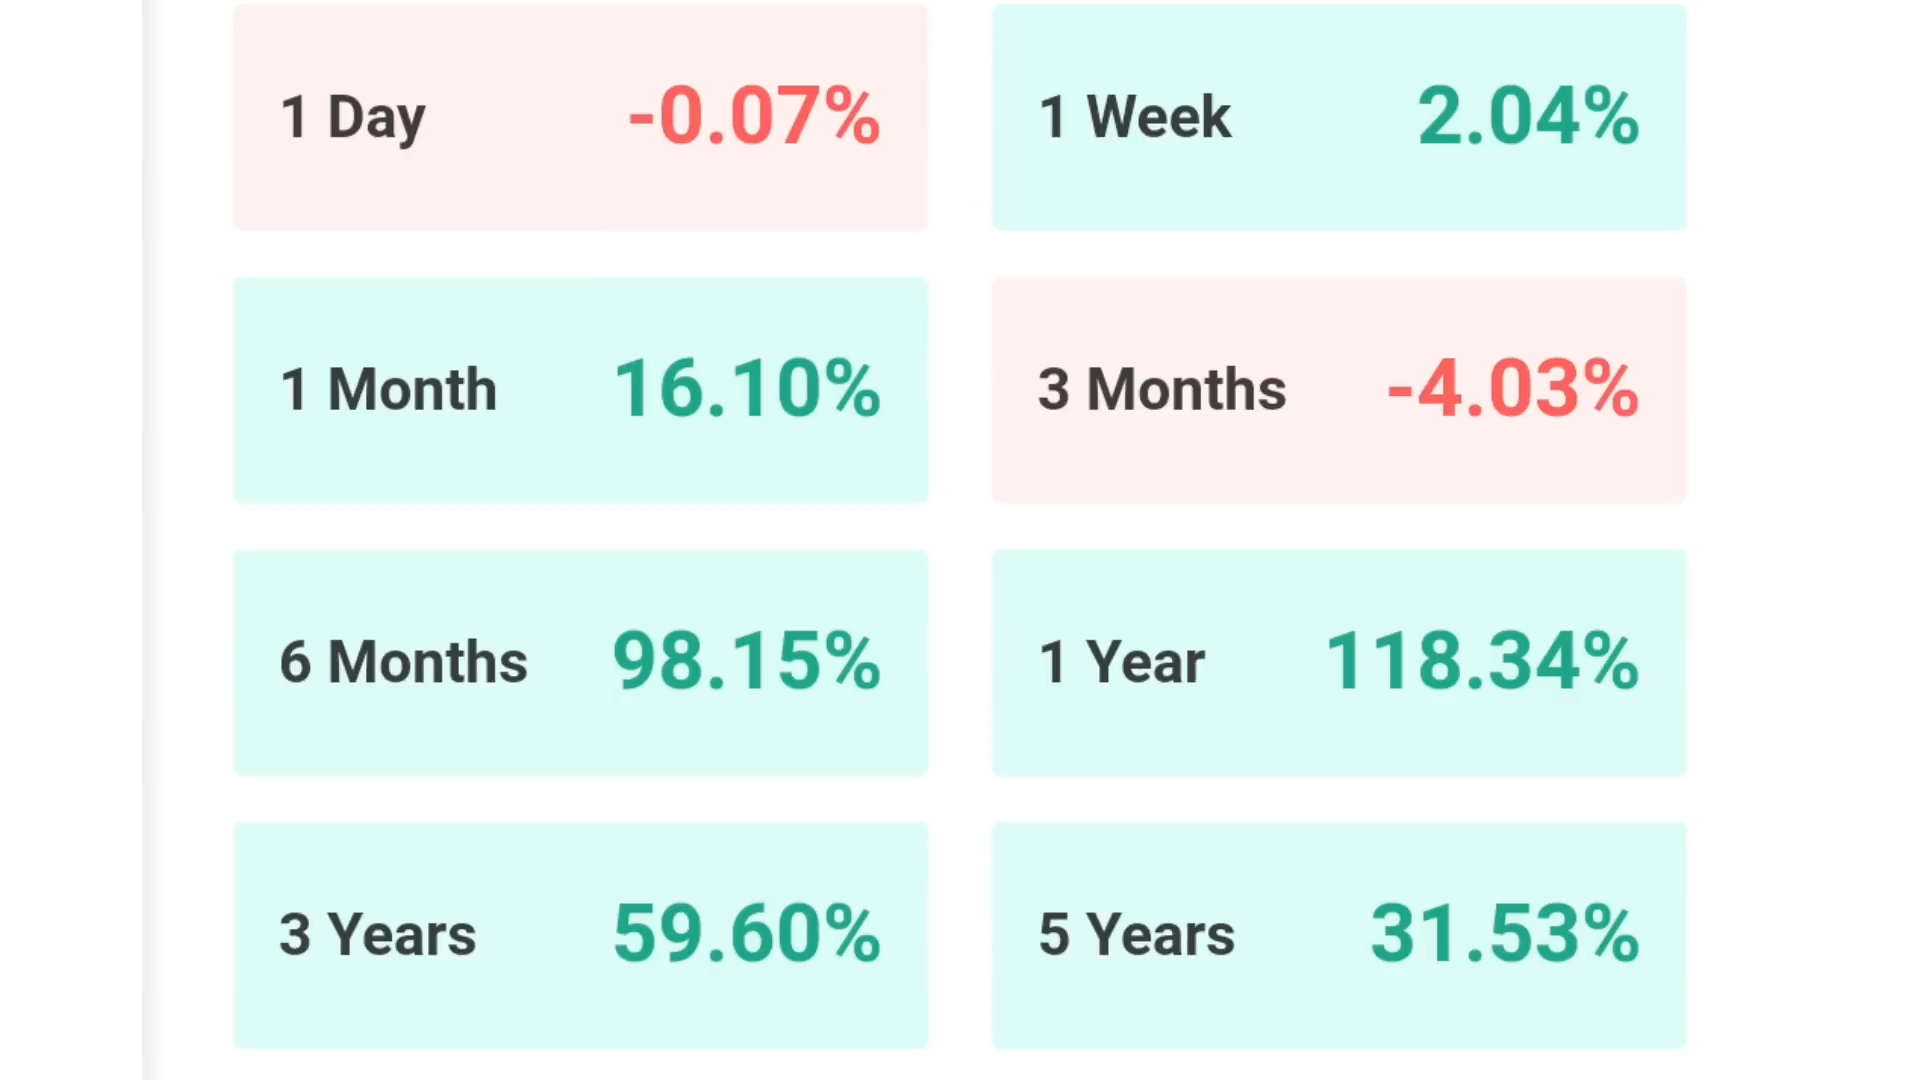 1 Day -0.07%
1 Week 2.04%
1 Month 16.10%
3 Months -4.03%
6 Months 98.15%
1 Year 118.34%
3 Years 59.60%
5 Years 31.53%